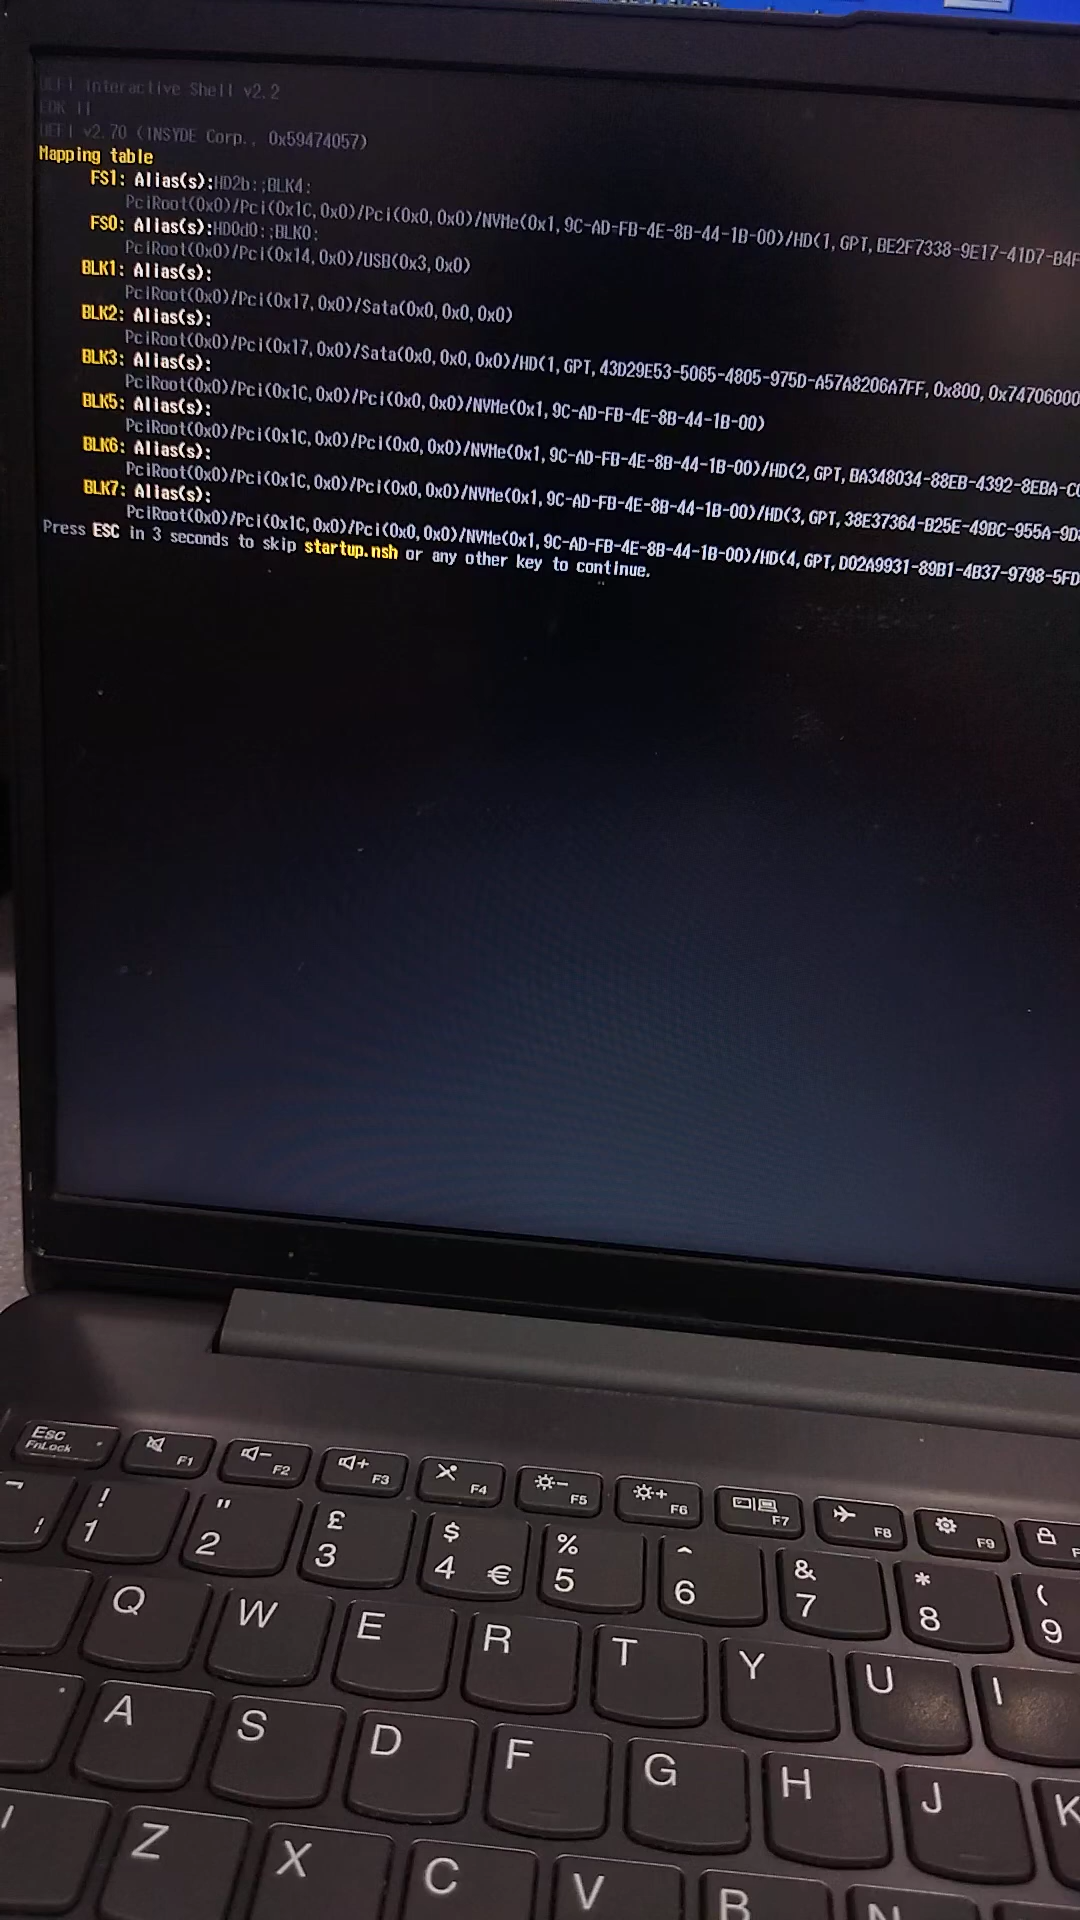 UEFI Interactive Shell v2.2
EDK II
UEFI v2.70 (INSYDE Corp., 0x59474057)
Mapping table
FS1: Alias(s):HD2b:;BLK4:
PciRoot(0x0)/Pci(0x1C,0x0)/Pci(0x0,0x0)/NVMe(0x1,9C-AD-FB-4E-8B-44-1B-00)/HD(1,GPT,BE2F7338-9E17-41D7-B4F
FS0: Alias(s):HD0d0:;BLK0:
PciRoot(0x0)/Pci(0x14,0x0)/USB(0x3,0x0)
BLK1: Alias(s):
PciRoot(0x0)/Pci(0x17,0x0)/Sata(0x0,0x0,0x0)
BLK2: Alias(s):
PciRoot(0x0)/Pci(0x17,0x0)/Sata(0x0,0x0,0x0)/HD(1,GPT,43D29E53-5065-4805-975D-A57A8206A7FF,0x800,0x74706000
BLK3: Alias(s):
PciRoot(0x0)/Pci(0x1C,0x0)/Pci(0x0,0x0)/NVMe(0x1,9C-AD-FB-4E-8B-44-1B-00)
BLK5: Alias(s):
PciRoot(0x0)/Pci(0x1C,0x0)/Pci(0x0,0x0)/NVMe(0x1,9C-AD-FB-4E-8B-44-1B-00)/HD(2,GPT,BA348034-88EB-4392-8EBA-C
BLK6: Alias(s):
PciRoot(0x0)/Pci(0x1C,0x0)/Pci(0x0,0x0)/NVMe(0x1,9C-AD-FB-4E-8B-44-1B-00)/HD(3,GPT,38E37364-B25E-49BC-955A-9D
BLK7: Alias(s):
PciRoot(0x0)/Pci(0x1C,0x0)/Pci(0x0,0x0)/NVMe(0x1,9C-AD-FB-4E-8B-44-1B-00)/HD(4,GPT,D02A9931-89B1-4B37-9798-5FD
Press ESC in 3 seconds to skip startup.nsh or any other key to continue.
Esc F1 F2 F3 F4 F5 F6 F7 F8 F9 F
FnLock
¬ ! " £ $ % ^ & * (
¦ 1 2 3 4 € 5 6 7 8 9
Q W E R T Y U I
A S D F G H J K
Z X C V B N